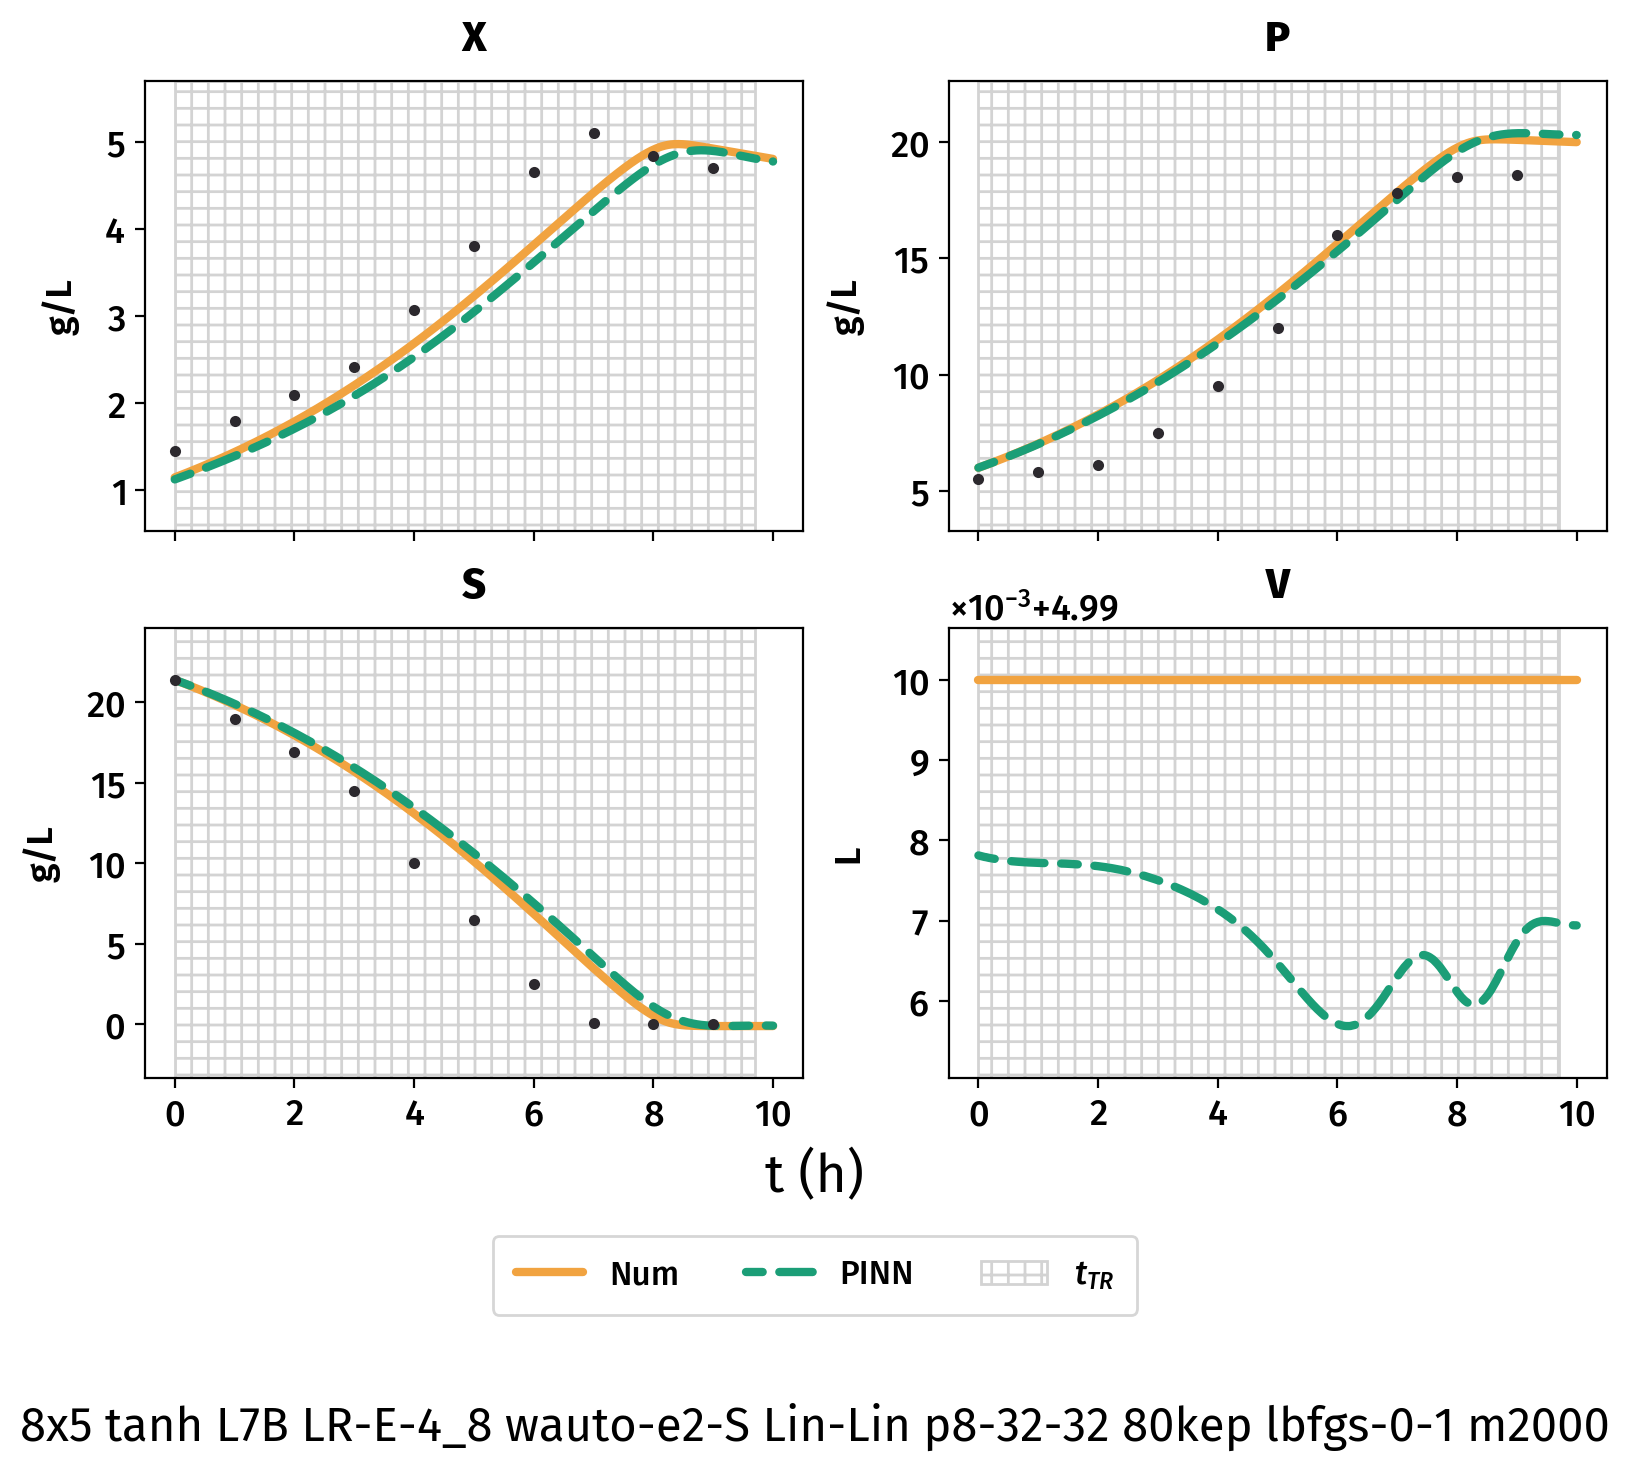 X
P
g/L
5
4
3
2
1
g/L
20
15
10
5
S
V
×10⁻³+4.99
g/L
20
15
10
5
0
L
10
9
8
7
6
0 2 4 6 8 10
0 2 4 6 8 10
t (h)
Num PINN t_TR
8x5 tanh L7B LR-E-4_8 wauto-e2-S Lin-Lin p8-32-32 80kep lbfgs-0-1 m2000